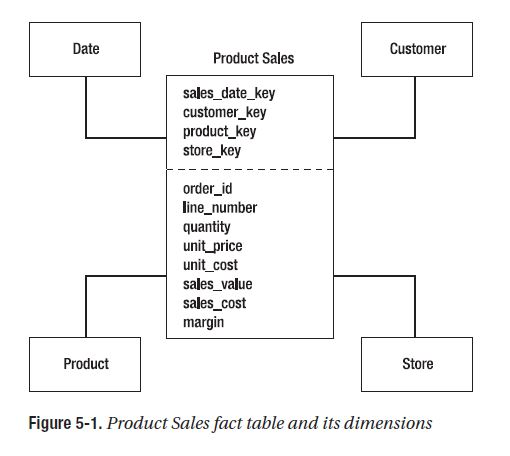 Date
Customer
Product Sales
sales_date_key
customer_key
product_key
store_key
order_id
line_number
quantity
unit_price
unit_cost
sales_value
sales_cost
margin
Product
Store
Figure 5-1. Product Sales fact table and its dimensions